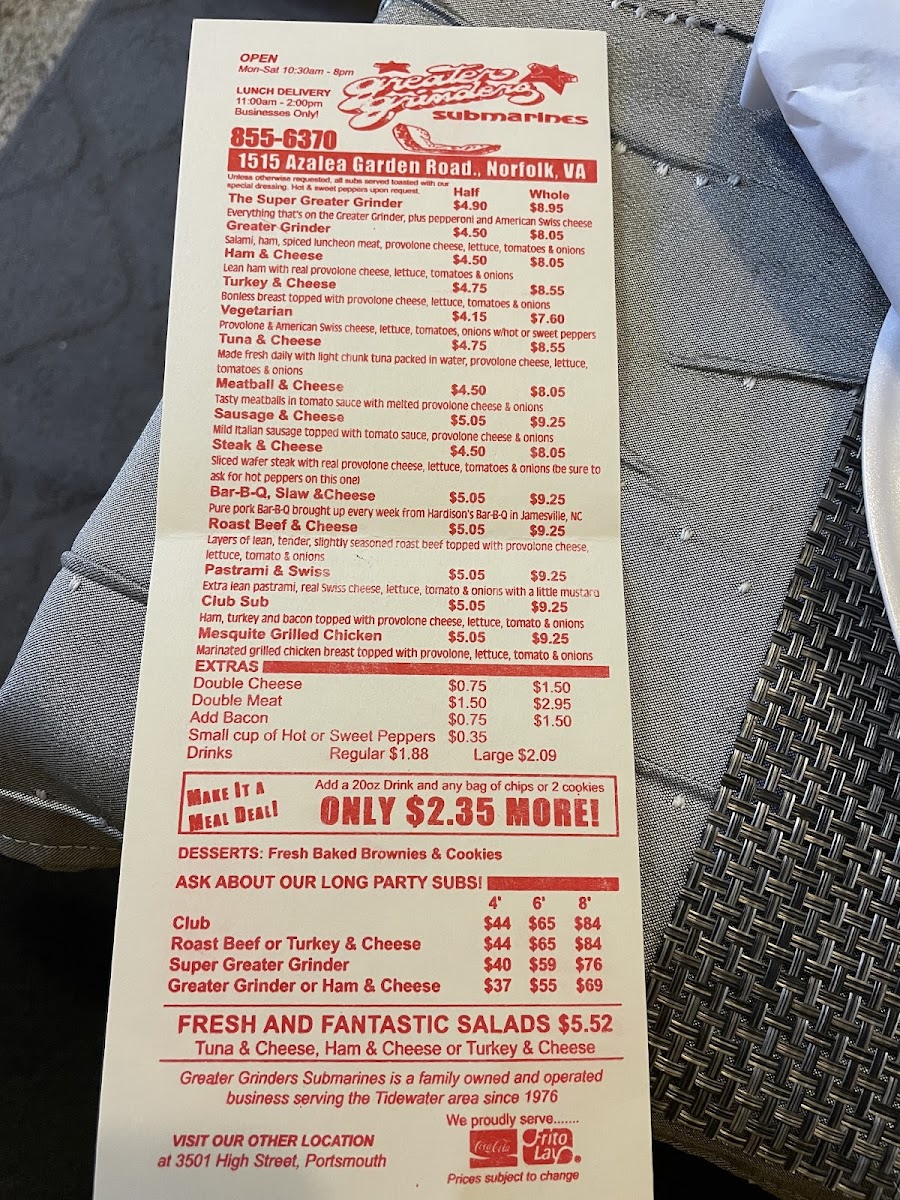 OPEN
Mon-Sat 10:30am - 8pm
LUNCH DELIVERY
11:00am - 2:00pm
Businesses Only!
Greater
Grinders
SUBMARINES
855-6370
1515 Azalea Garden Road., Norfolk, VA
Unless otherwise requested, all subs served toasted with our
special dressing. Hot & sweet peppers upon request.
Half Whole
The Super Greater Grinder $4.90 $8.95
Everything that's on the Greater Grinder, plus pepperoni and American Swiss cheese
Greater Grinder $4.50 $8.05
Salami, ham, spiced luncheon meat, provolone cheese, lettuce, tomatoes & onions
Ham & Cheese $4.50 $8.05
Lean ham with real provolone cheese, lettuce, tomatoes & onions
Turkey & Cheese $4.75 $8.55
Bonless breast topped with provolone cheese, lettuce, tomatoes & onions
Vegetarian $4.15 $7.60
Provolone & American Swiss cheese, lettuce, tomatoes, onions w/hot or sweet peppers
Tuna & Cheese $4.75 $8.55
Made fresh daily with light chunk tuna packed in water, provolone cheese, lettuce,
tomatoes & onions
Meatball & Cheese $4.50 $8.05
Tasty meatballs in tomato sauce with melted provolone cheese & onions
Sausage & Cheese $5.05 $9.25
Mild Italian sausage topped with tomato sauce, provolone cheese & onions
Steak & Cheese $4.50 $8.05
Sliced wafer steak with real provolone cheese, lettuce, tomatoes & onions (be sure to
ask for hot peppers on this one)
Bar-B-Q, Slaw &Cheese $5.05 $9.25
Pure pork Bar-B-Q brought up every week from Hardison's Bar-B-Q in Jamesville, NC
Roast Beef & Cheese $5.05 $9.25
Layers of lean, tender, slightly seasoned roast beef topped with provolone cheese,
lettuce, tomato & onions
Pastrami & Swiss $5.05 $9.25
Extra lean pastrami, real Swiss cheese, lettuce, tomato & onions with a little mustard
Club Sub $5.05 $9.25
Ham, turkey and bacon topped with provolone cheese, lettuce, tomato & onions
Mesquite Grilled Chicken $5.05 $9.25
Marinated grilled chicken breast topped with provolone, lettuce, tomato & onions
EXTRAS
Double Cheese $0.75 $1.50
Double Meat $1.50 $2.95
Add Bacon $0.75 $1.50
Small cup of Hot or Sweet Peppers $0.35
Drinks Regular $1.88 Large $2.09
MAKE IT A
MEAL DEAL!
Add a 20oz Drink and any bag of chips or 2 cookies
ONLY $2.35 MORE!
DESSERTS: Fresh Baked Brownies & Cookies
ASK ABOUT OUR LONG PARTY SUBS!
4' 6' 8'
Club $44 $65 $84
Roast Beef or Turkey & Cheese $44 $65 $84
Super Greater Grinder $40 $59 $76
Greater Grinder or Ham & Cheese $37 $55 $69
FRESH AND FANTASTIC SALADS $5.52
Tuna & Cheese, Ham & Cheese or Turkey & Cheese
Greater Grinders Submarines is a family owned and operated
business serving the Tidewater area since 1976
We proudly serve.......
VISIT OUR OTHER LOCATION
at 3501 High Street, Portsmouth
Coca-Cola
Frito
Lay
Prices subject to change